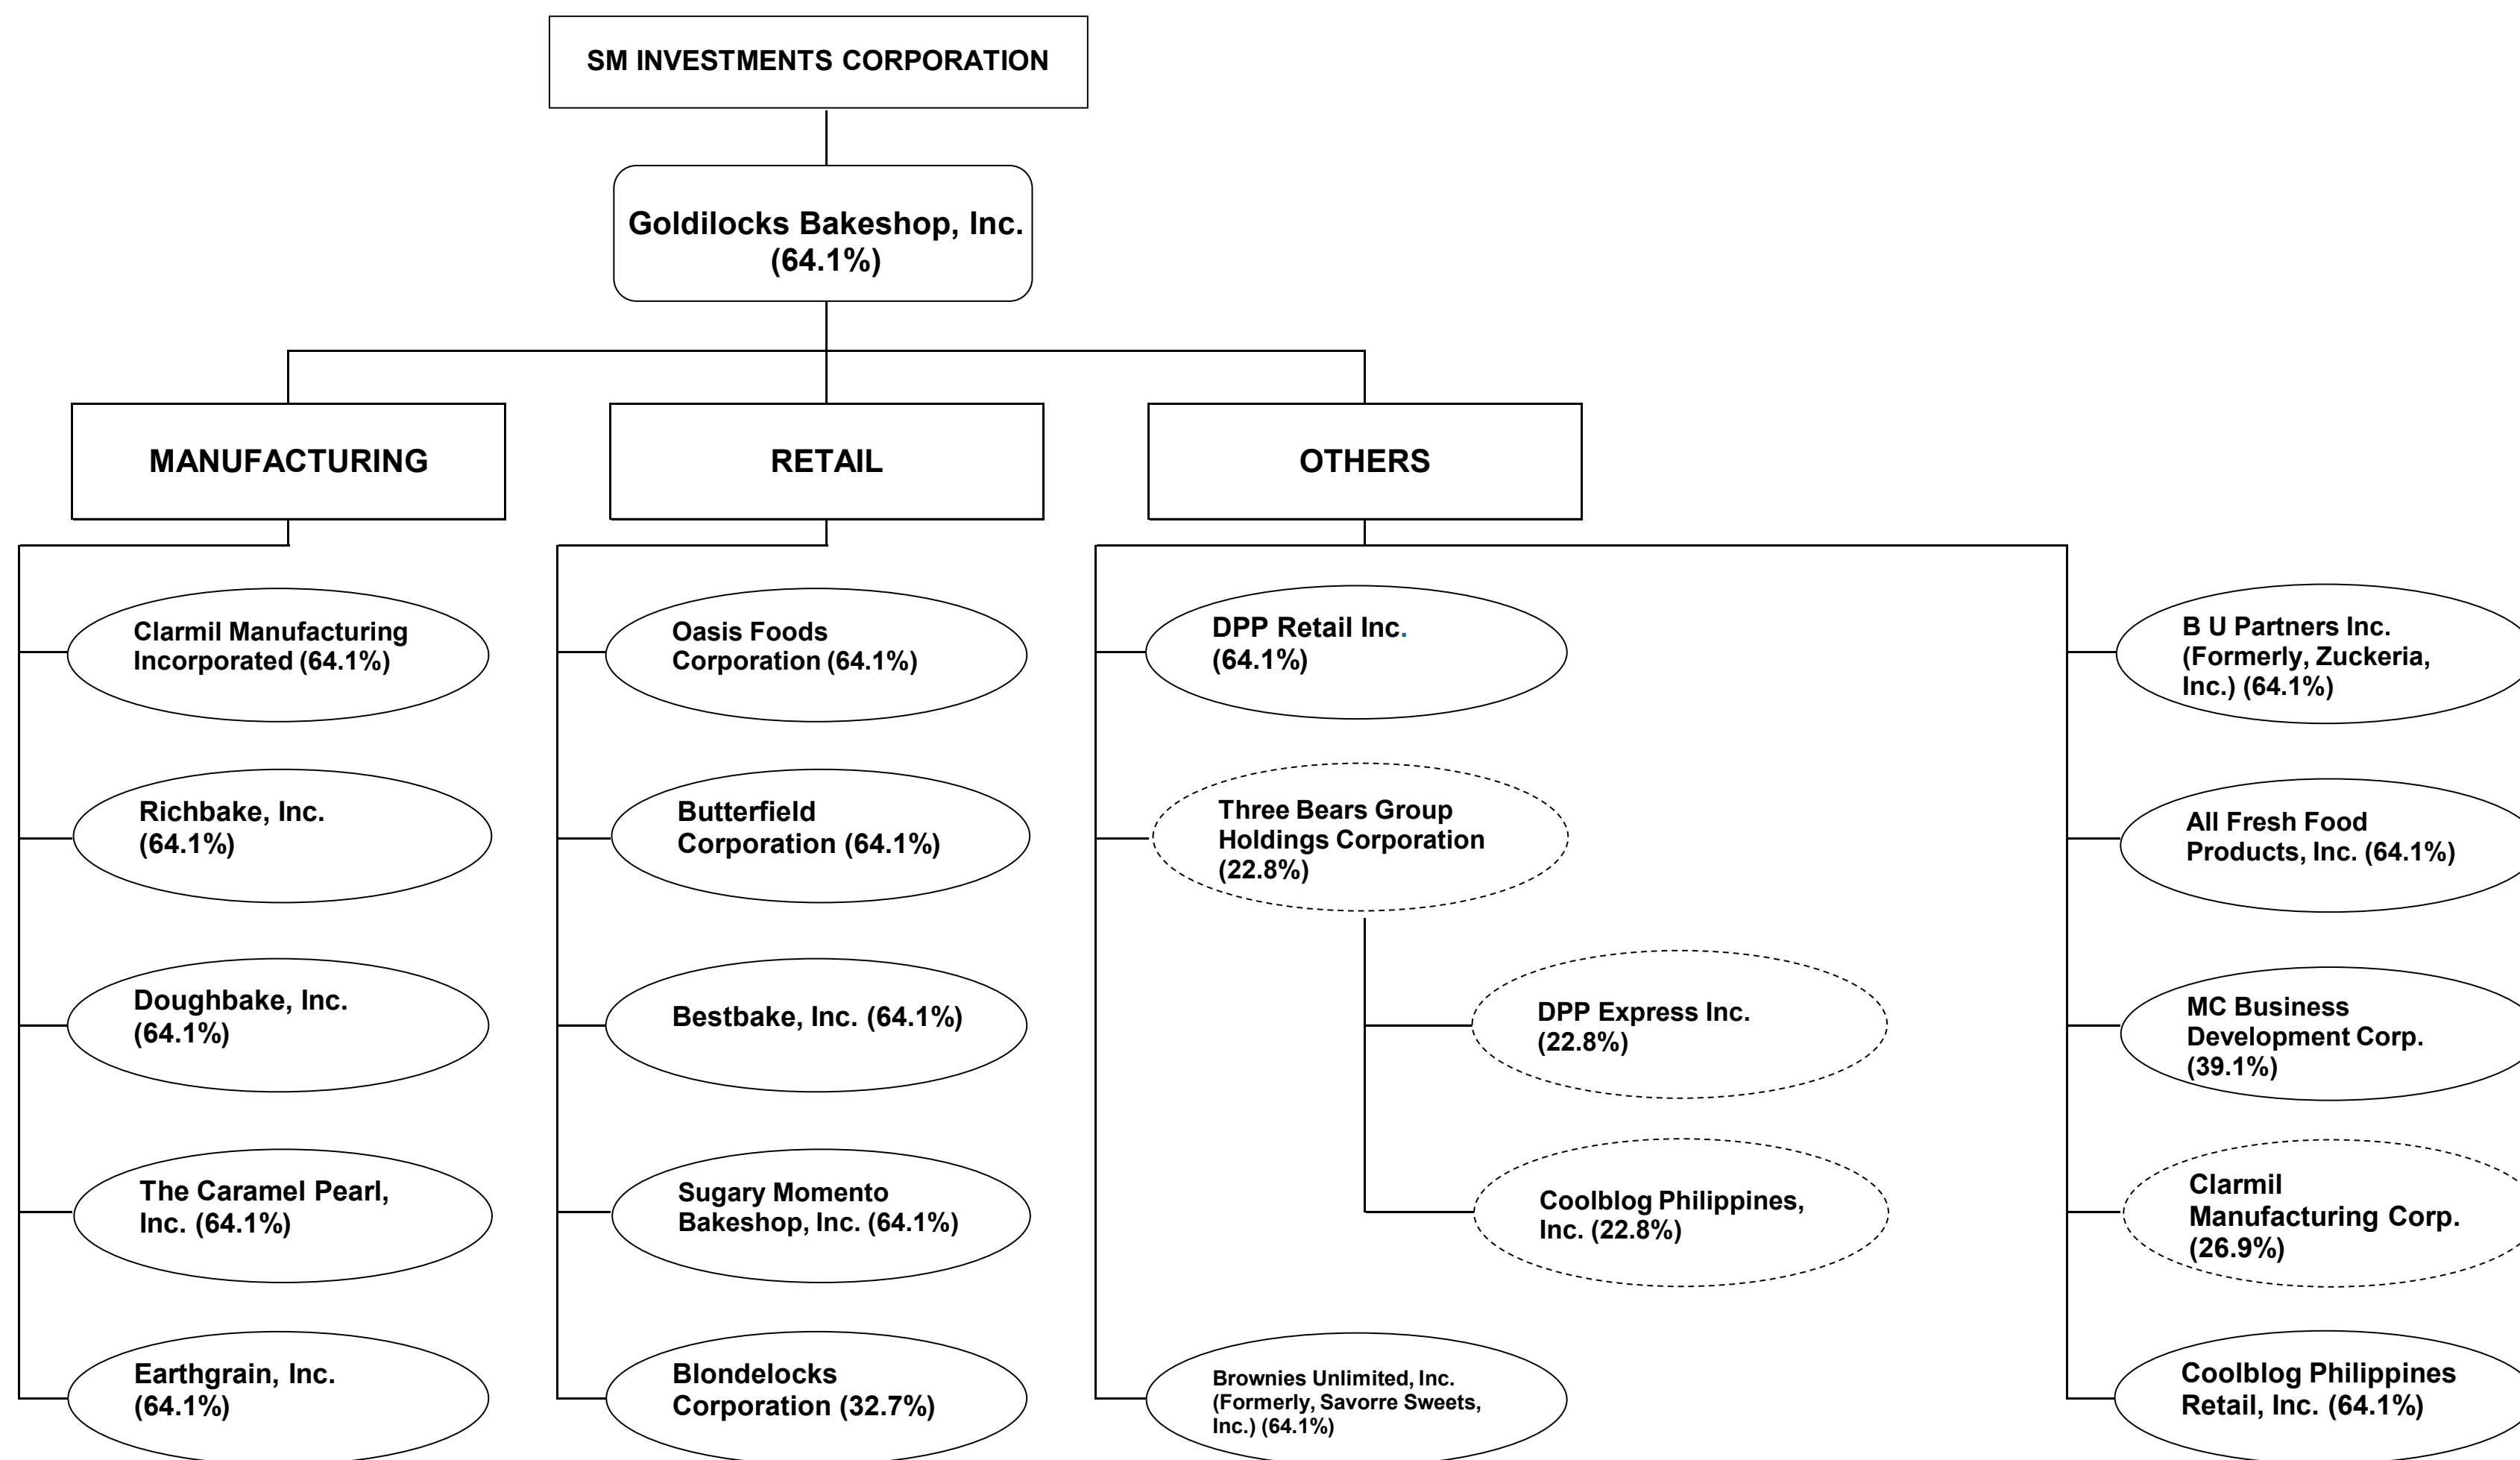 SM INVESTMENTS CORPORATION
Goldilocks Bakeshop, Inc.
(64.1%)
MANUFACTURING
RETAIL
OTHERS
Clarmil Manufacturing
Incorporated (64.1%)
Richbake, Inc.
(64.1%)
Doughbake, Inc.
(64.1%)
The Caramel Pearl,
Inc. (64.1%)
Earthgrain, Inc.
(64.1%)
Oasis Foods
Corporation (64.1%)
Butterfield
Corporation (64.1%)
Bestbake, Inc. (64.1%)
Sugary Momento
Bakeshop, Inc. (64.1%)
Blondelocks
Corporation (32.7%)
DPP Retail Inc.
(64.1%)
Three Bears Group
Holdings Corporation
(22.8%)
DPP Express Inc.
(22.8%)
Coolblog Philippines,
Inc. (22.8%)
Brownies Unlimited, Inc.
(Formerly, Savorre Sweets,
Inc.) (64.1%)
B U Partners Inc.
(Formerly, Zuckeria,
Inc.) (64.1%)
All Fresh Food
Products, Inc. (64.1%)
MC Business
Development Corp.
(39.1%)
Clarmil
Manufacturing Corp.
(26.9%)
Coolblog Philippines
Retail, Inc. (64.1%)